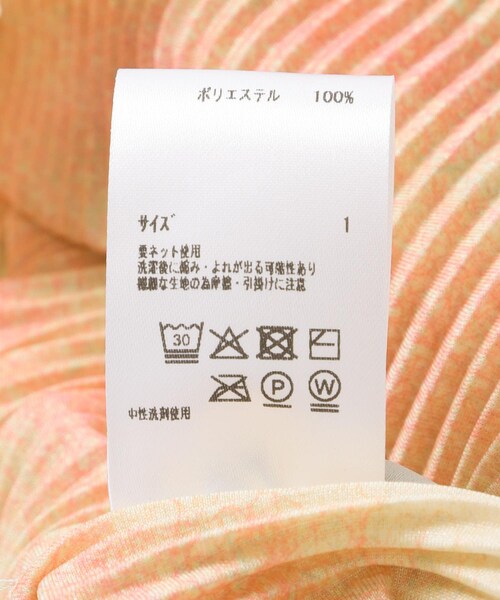 ポリエステル 100%
サイズ 1
要ネット使用
洗濯後に縮み・よれが出る可能性あり
繊細な生地の為摩擦・引掛けに注意
30
P W
中性洗剤使用